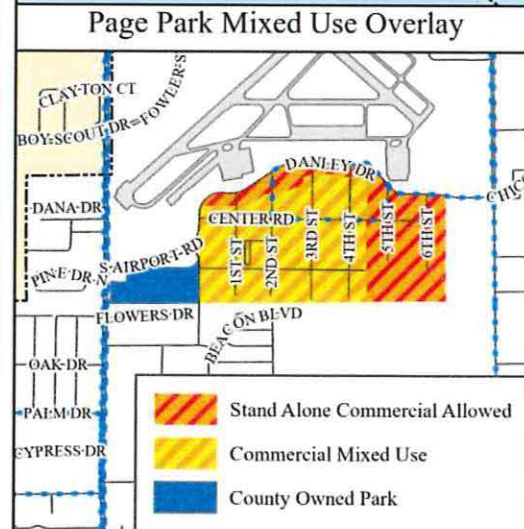 Page Park Mixed Use Overlay
CLAYTON CT
FOWLER S
BOY SCOUT DR
DANLEY DR
DANA DR
CENTER RD
1ST ST
2ND ST
3RD ST
4TH ST
5TH ST
6TH ST
S AIRPORT RD
PINE DR N
FLOWERS DR
BEACON BLVD
OAK DR
PALM DR
CYPRESS DR
Stand Alone Commercial Allowed
Commercial Mixed Use
County Owned Park